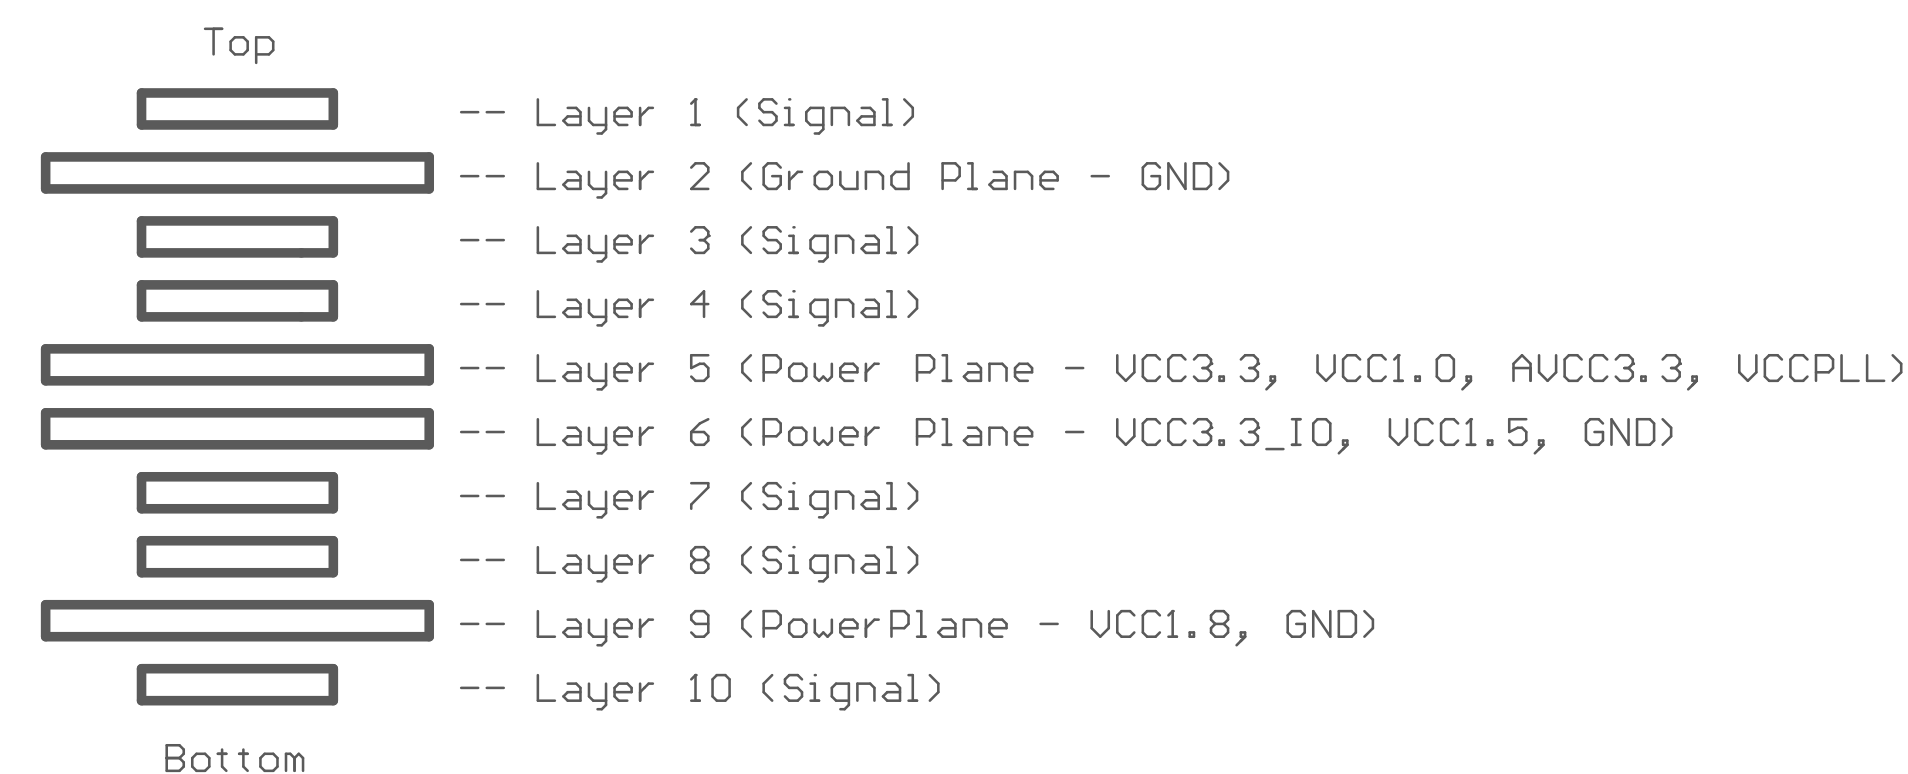 Top
-- Layer 1 (Signal)
-- Layer 2 (Ground Plane - GND)
-- Layer 3 (Signal)
-- Layer 4 (Signal)
-- Layer 5 (Power Plane - VCC3.3, VCC1.0, AVCC3.3, VCCPLL)
-- Layer 6 (Power Plane - VCC3.3_IO, VCC1.5, GND)
-- Layer 7 (Signal)
-- Layer 8 (Signal)
-- Layer 9 (PowerPlane - VCC1.8, GND)
-- Layer 10 (Signal)
Bottom